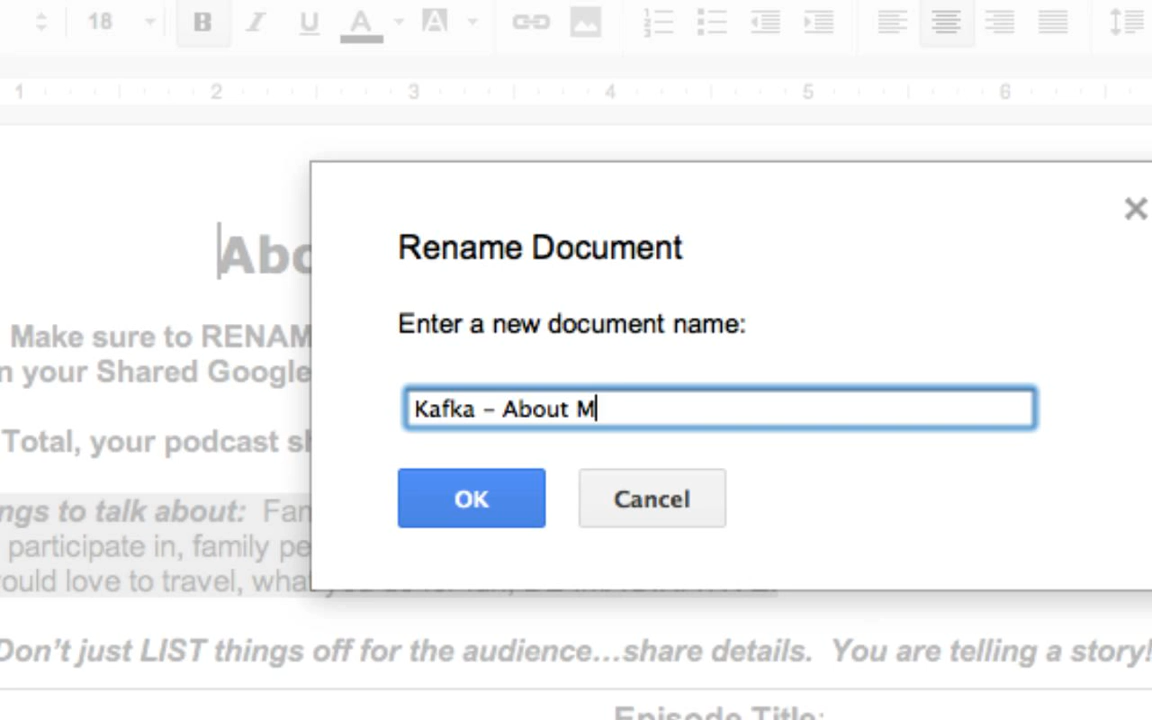 18 B I U A A
1 2 3 4 5 6
Abo
Make sure to RENAM
n your Shared Google
Total, your podcast sh
ngs to talk about: Fan
participate in, family pe
ould love to travel, what
Don't just LIST things off for the audience...share details. You are telling a story!
Episode Title:
Rename Document
Enter a new document name:
Kafka - About M
OK Cancel